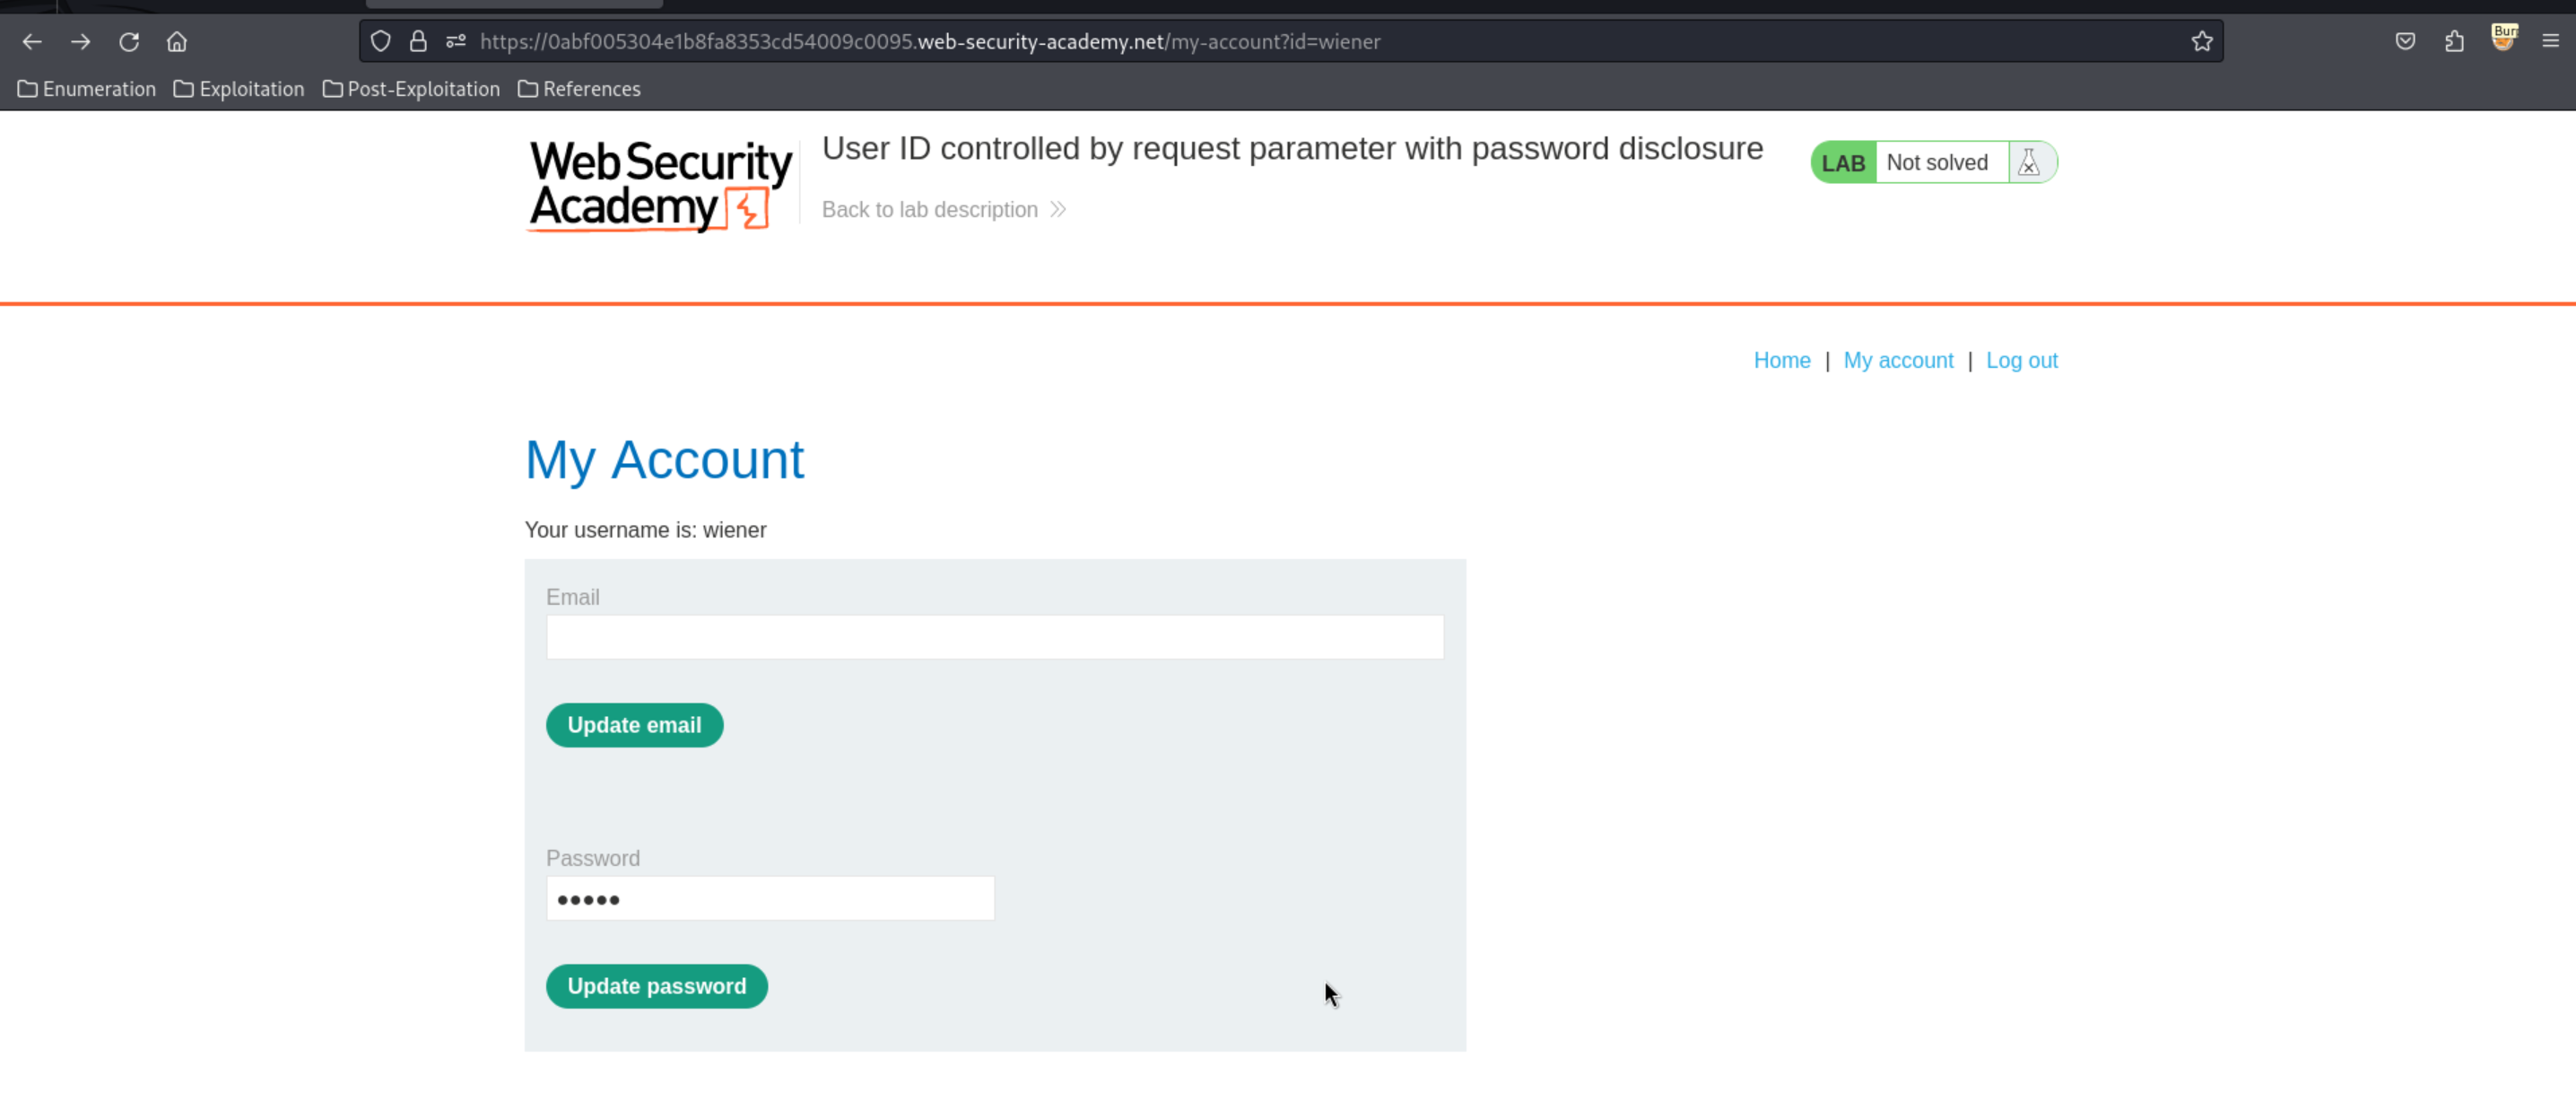 https://0abf005304e1b8fa8353cd54009c0095.web-security-academy.net/my-account?id=wiener
Bur
Enumeration Exploitation Post-Exploitation References
Web Security
Academy
User ID controlled by request parameter with password disclosure
LAB Not solved
Back to lab description
Home | My account | Log out
My Account
Your username is: wiener
Email
Update email
Password
•••••
Update password